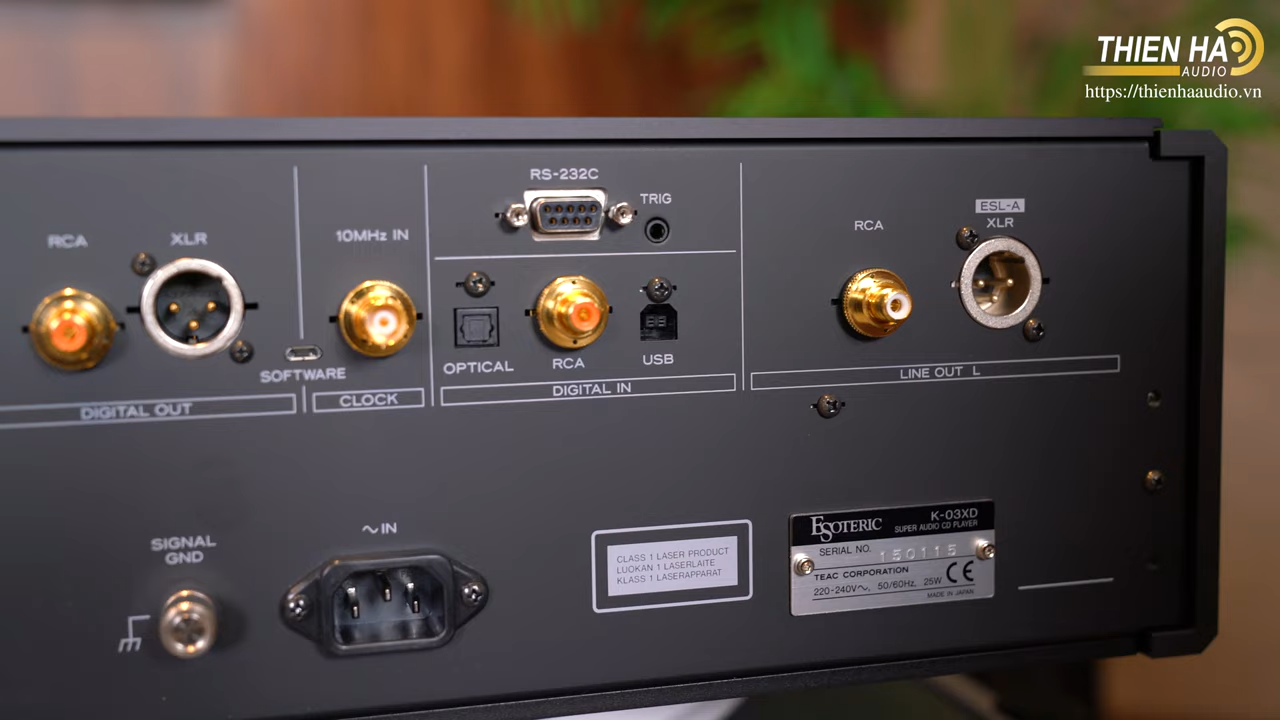 THIEN HA
AUDIO
https://thienhaaudio.vn
RS-232C
TRIG
RCA
XLR
10MHz IN
RCA
ESL-A
XLR
SOFTWARE
OPTICAL
RCA
USB
DIGITAL OUT
CLOCK
DIGITAL IN
LINE OUT L
SIGNAL
GND
~IN
CLASS 1 LASER PRODUCT
LUOKAN 1 LASERLAITE
KLASS 1 LASERAPPARAT
ESOTERIC
K-03XD
SUPER AUDIO CD PLAYER
SERIAL NO. 150115
TEAC CORPORATION
220-240V~, 50/60Hz, 25W
CE
MADE IN JAPAN